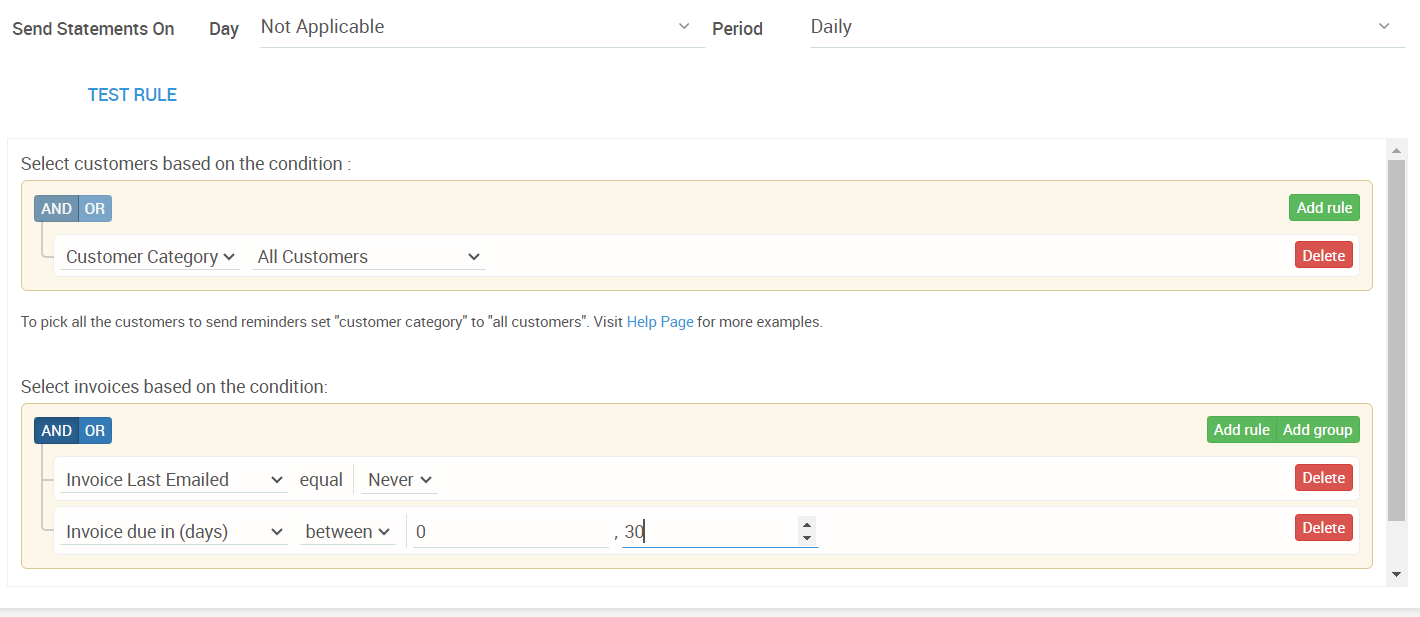 Send Statements On Day Not Applicable Period Daily
TEST RULE
Select customers based on the condition :
AND OR Add rule
Customer Category All Customers Delete
To pick all the customers to send reminders set "customer category" to "all customers". Visit Help Page for more examples.
Select invoices based on the condition:
AND OR Add rule Add group
Invoice Last Emailed equal Never Delete
Invoice due in (days) between 0 , 30 Delete